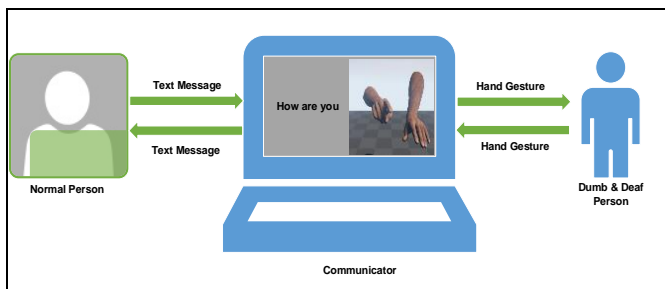 Text Message
Text Message
Normal Person
How are you
Hand Gesture
Hand Gesture
Dumb & Deaf
Person
Communicator